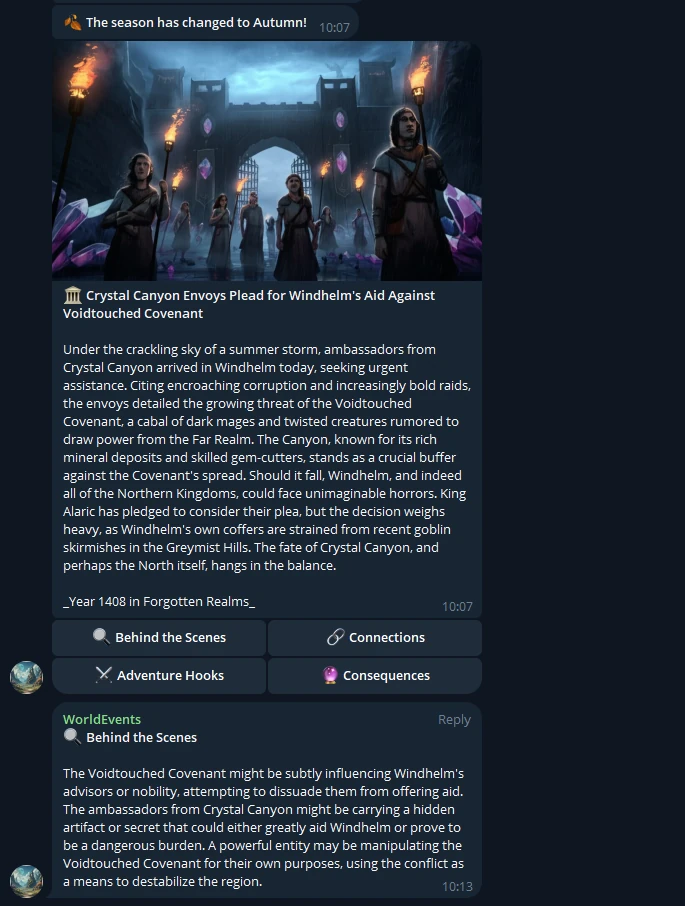 🍂 The season has changed to Autumn! 10:07
🏛 Crystal Canyon Envoys Plead for Windhelm's Aid Against
Voidtouched Covenant
Under the crackling sky of a summer storm, ambassadors from
Crystal Canyon arrived in Windhelm today, seeking urgent
assistance. Citing encroaching corruption and increasingly bold raids,
the envoys detailed the growing threat of the Voidtouched
Covenant, a cabal of dark mages and twisted creatures rumored to
draw power from the Far Realm. The Canyon, known for its rich
mineral deposits and skilled gem-cutters, stands as a crucial buffer
against the Covenant's spread. Should it fall, Windhelm, and indeed
all of the Northern Kingdoms, could face unimaginable horrors. King
Alaric has pledged to consider their plea, but the decision weighs
heavy, as Windhelm's own coffers are strained from recent goblin
skirmishes in the Greymist Hills. The fate of Crystal Canyon, and
perhaps the North itself, hangs in the balance.
_Year 1408 in Forgotten Realms_ 10:07
🔍 Behind the Scenes
🔗 Connections
⚔ Adventure Hooks
🔮 Consequences
WorldEvents Reply
🔍 Behind the Scenes
The Voidtouched Covenant might be subtly influencing Windhelm's
advisors or nobility, attempting to dissuade them from offering aid.
The ambassadors from Crystal Canyon might be carrying a hidden
artifact or secret that could either greatly aid Windhelm or prove to
be a dangerous burden. A powerful entity may be manipulating the
Voidtouched Covenant for their own purposes, using the conflict as
a means to destabilize the region. 10:13